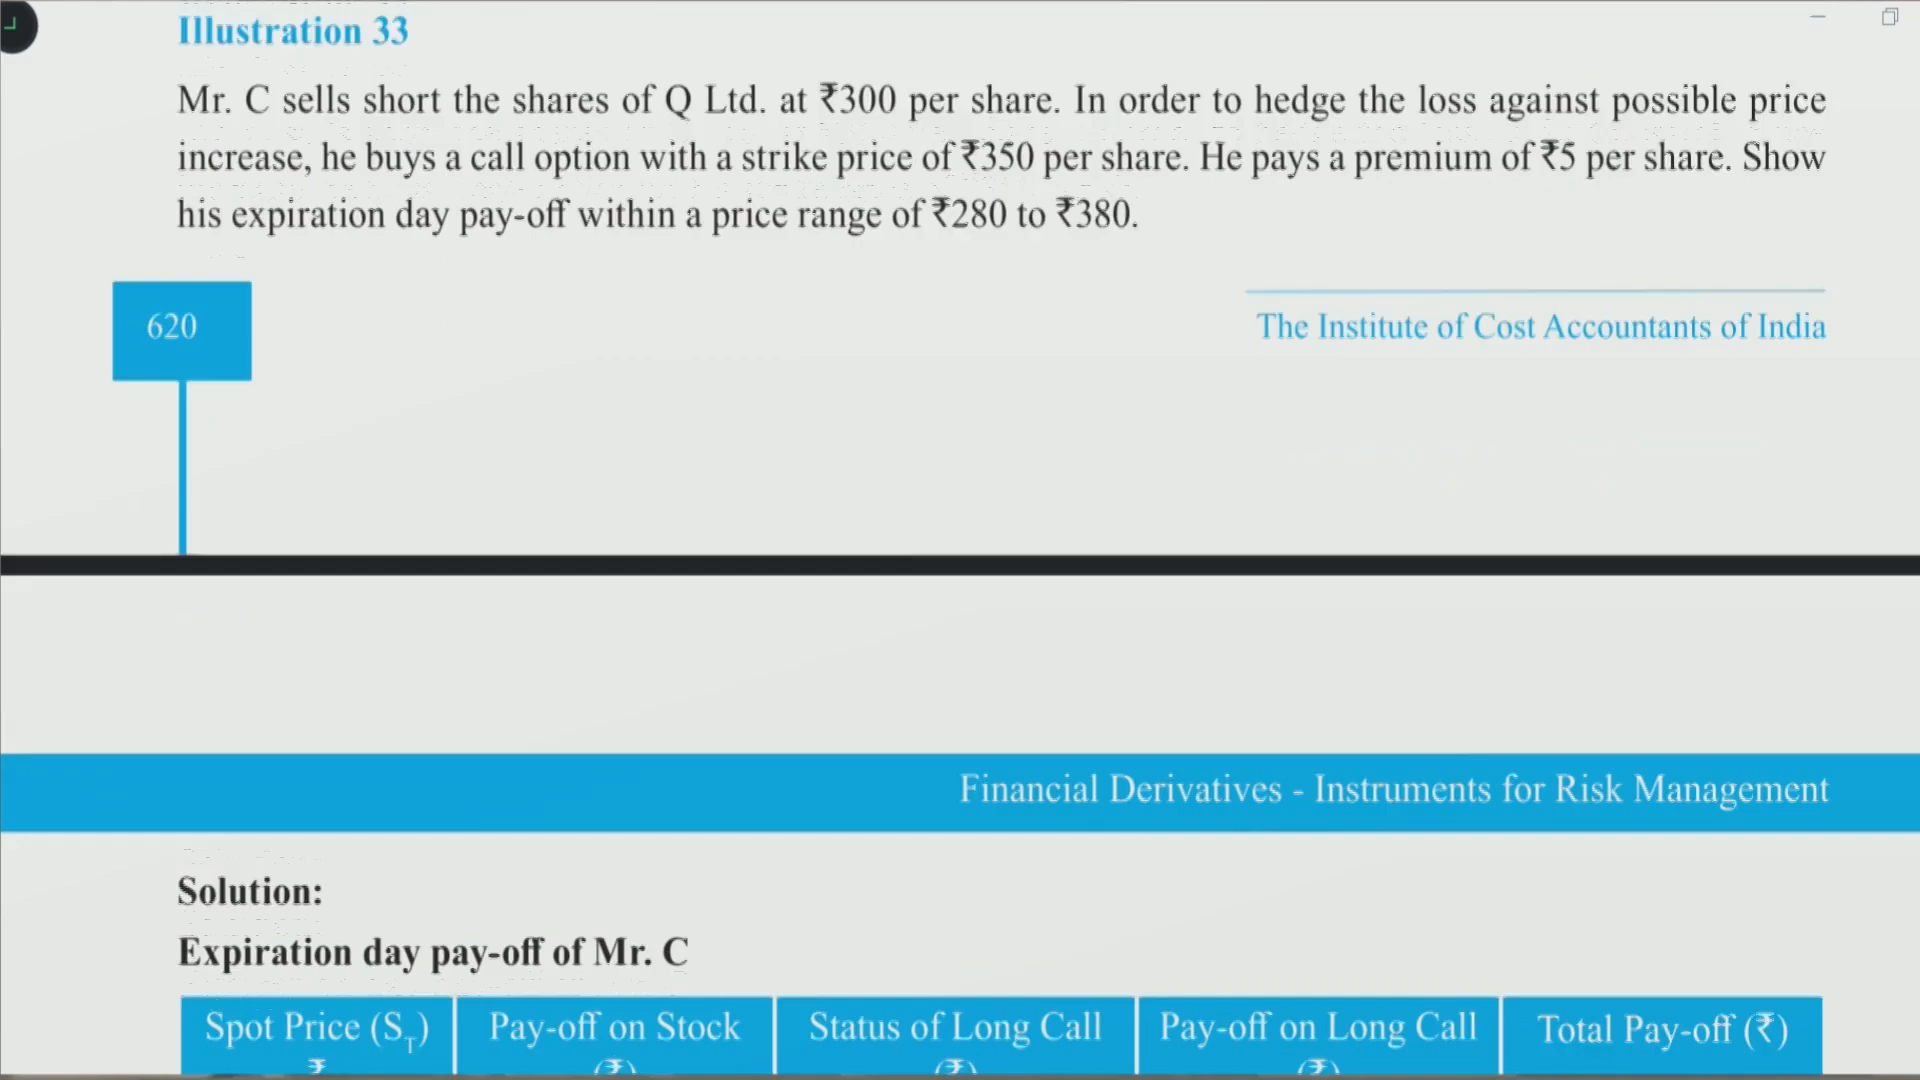 Illustration 33
Mr. C sells short the shares of Q Ltd. at ₹300 per share. In order to hedge the loss against possible price
increase, he buys a call option with a strike price of ₹350 per share. He pays a premium of ₹5 per share. Show
his expiration day pay-off within a price range of ₹280 to ₹380.
620
The Institute of Cost Accountants of India
Financial Derivatives - Instruments for Risk Management
Solution:
Expiration day pay-off of Mr. C
Spot Price (S_T) Pay-off on Stock Status of Long Call Pay-off on Long Call Total Pay-off (₹)
₹ (₹) (₹) (₹)